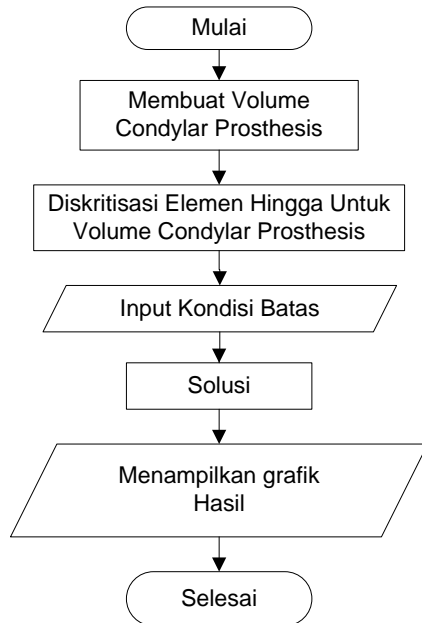 Mulai
Membuat Volume
Condylar Prosthesis
Diskritisasi Elemen Hingga Untuk
Volume Condylar Prosthesis
Input Kondisi Batas
Solusi
Menampilkan grafik
Hasil
Selesai